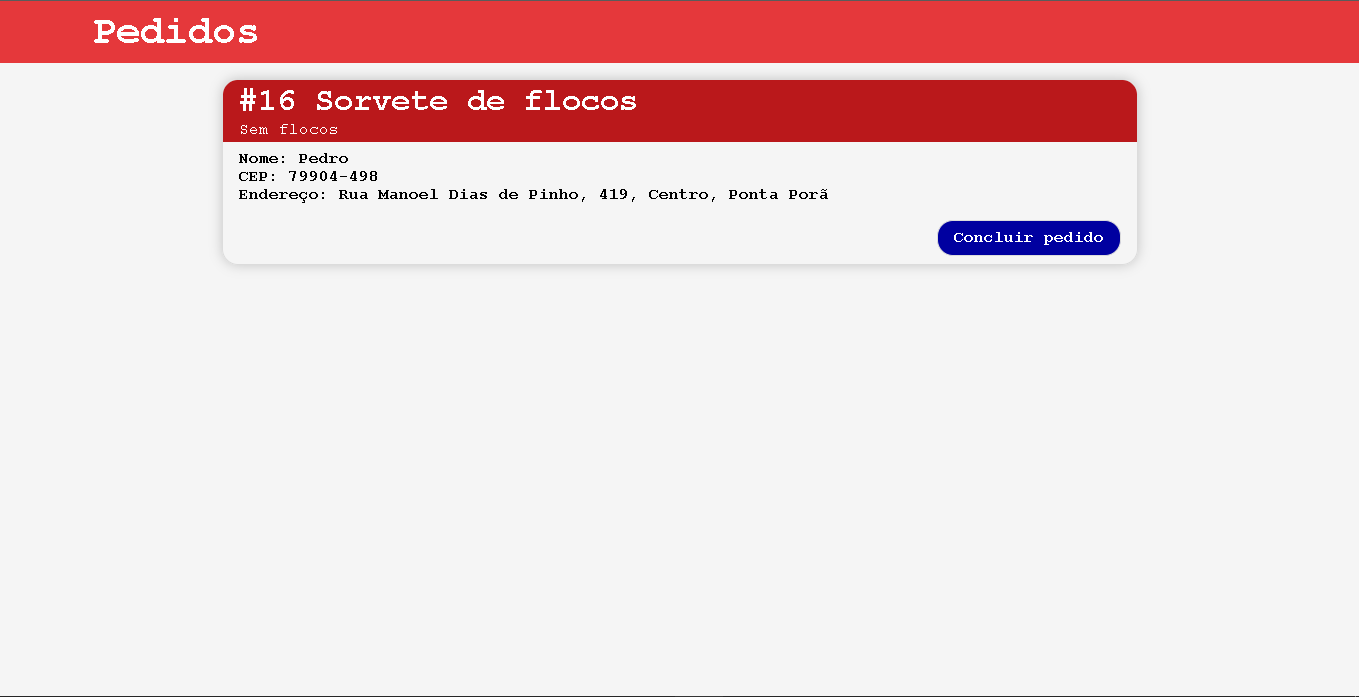 Pedidos
#16 Sorvete de flocos
Sem flocos
Nome: Pedro
CEP: 79904-498
Endereço: Rua Manoel Dias de Pinho, 419, Centro, Ponta Porã
Concluir pedido